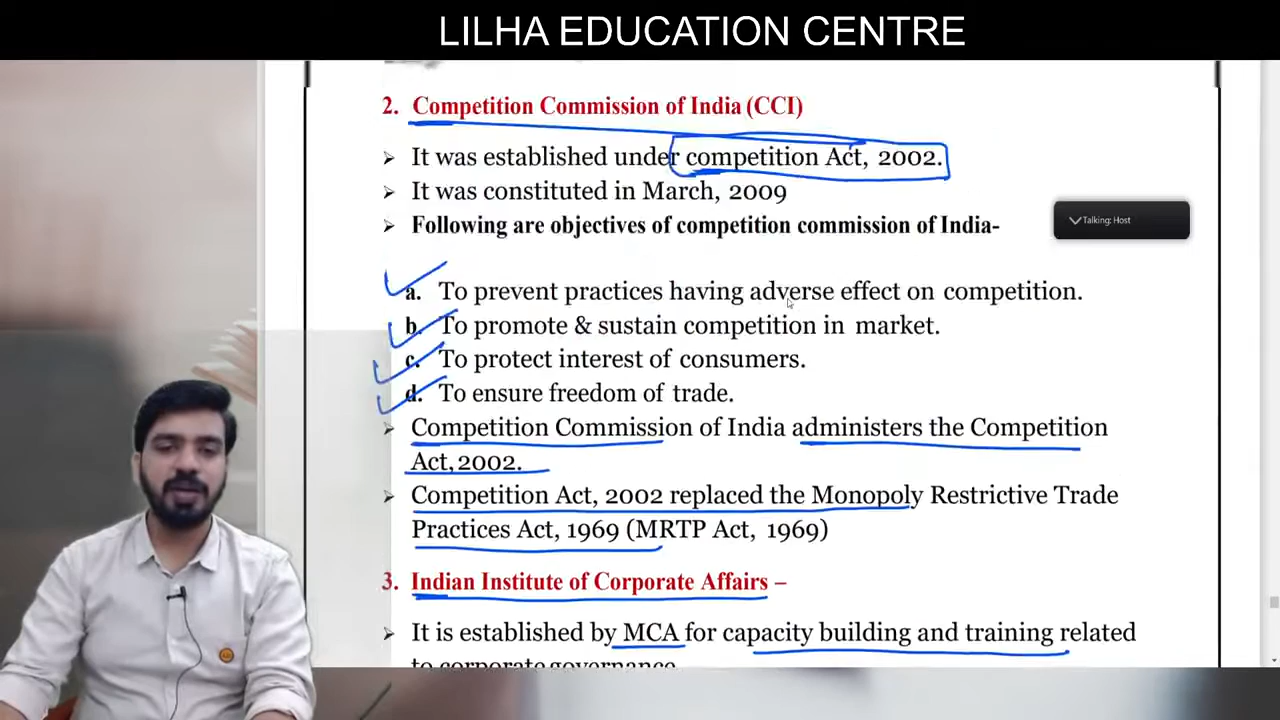 LILHA EDUCATION CENTRE
2. Competition Commission of India (CCI)
➢ It was established under competition Act, 2002.
➢ It was constituted in March, 2009
➢ Following are objectives of competition commission of India-
Talking: Host
a. To prevent practices having adverse effect on competition.
b. To promote & sustain competition in market.
c. To protect interest of consumers.
d. To ensure freedom of trade.
➢ Competition Commission of India administers the Competition
Act,2002.
➢ Competition Act, 2002 replaced the Monopoly Restrictive Trade
Practices Act, 1969 (MRTP Act, 1969)
3. Indian Institute of Corporate Affairs –
➢ It is established by MCA for capacity building and training related
to corporate governance.